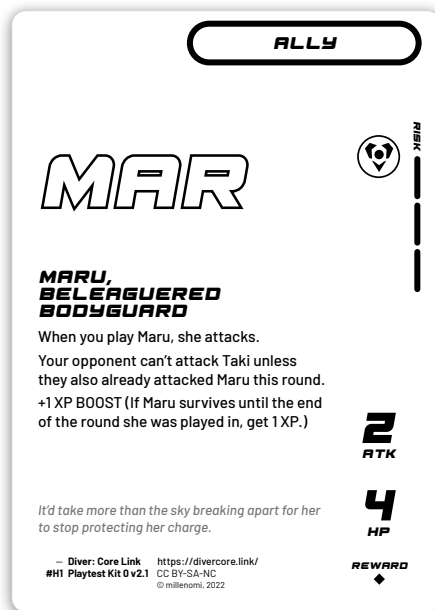 ALLY
RISK
MAR
MARU,
BELEAGUERED
BODYGUARD
When you play Maru, she attacks.
Your opponent can't attack Taki unless
they also already attacked Maru this round.
+1 XP BOOST (If Maru survives until the end
of the round she was played in, get 1 XP.)
2
ATK
4
HP
It'd take more than the sky breaking apart for her
to stop protecting her charge.
REWARD
— Diver: Core Link https://divercore.link/
#H1 Playtest Kit 0 v2.1 CC BY-SA-NC
© millenomi, 2022